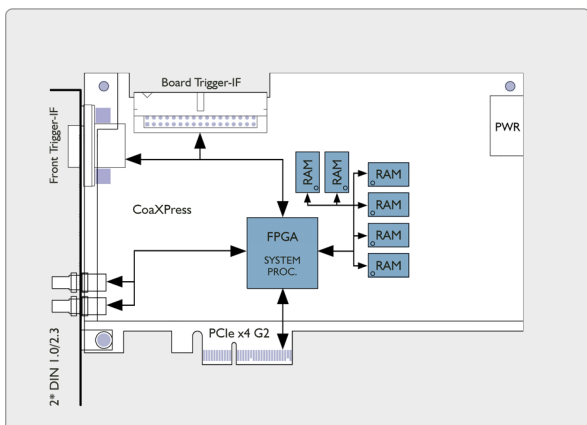 Board Trigger-IF
Front Trigger-IF
PWR
RAM
RAM
RAM
RAM
RAM
RAM
CoaXPress
FPGA
SYSTEM
PROC.
PCIe x4 G2
2* DIN 1.0/2.3